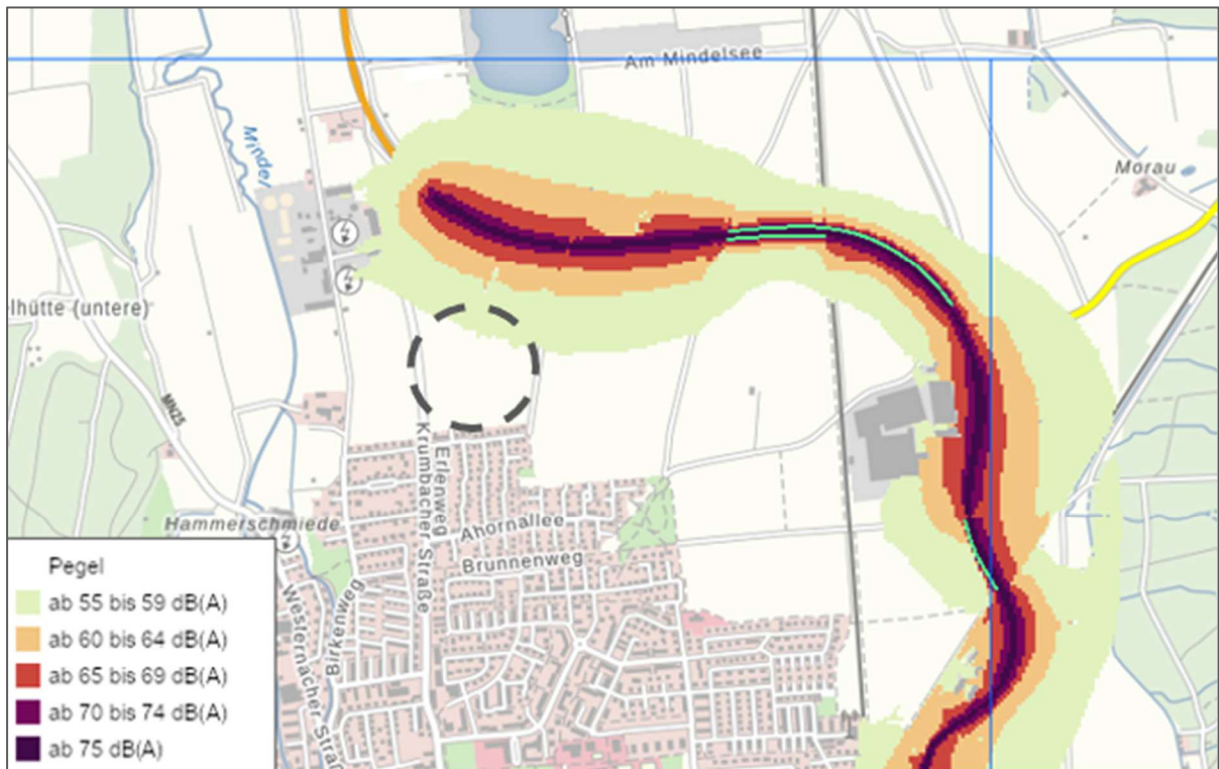 Am Mindelsee
Mindel
Morau
lhütte (untere)
MN25
Hammerschmiede
Krumbacher Straße
Erlenweg
Ahornallee
Brunnenweg
Birkenweg
Westernacher Straß
Pegel
ab 55 bis 59 dB(A)
ab 60 bis 64 dB(A)
ab 65 bis 69 dB(A)
ab 70 bis 74 dB(A)
ab 75 dB(A)